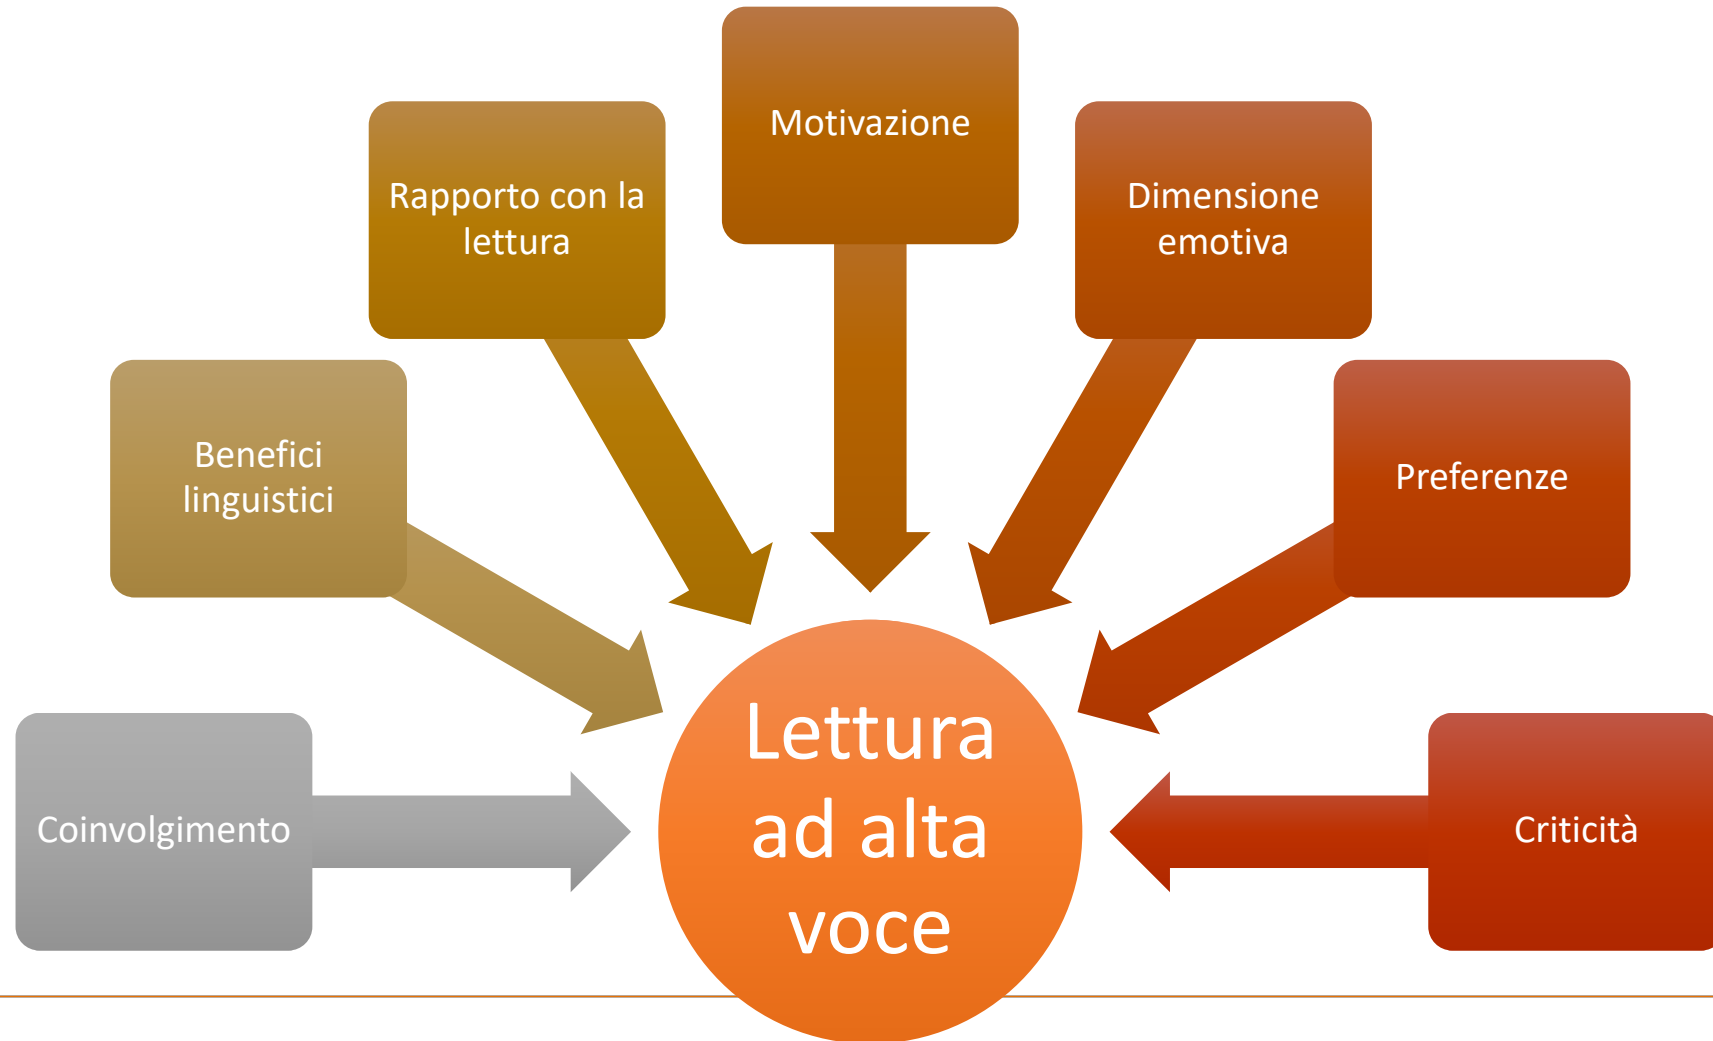 Motivazione
Rapporto con la
lettura
Dimensione
emotiva
Benefici
linguistici
Preferenze
Coinvolgimento
Lettura
ad alta
voce
Criticità